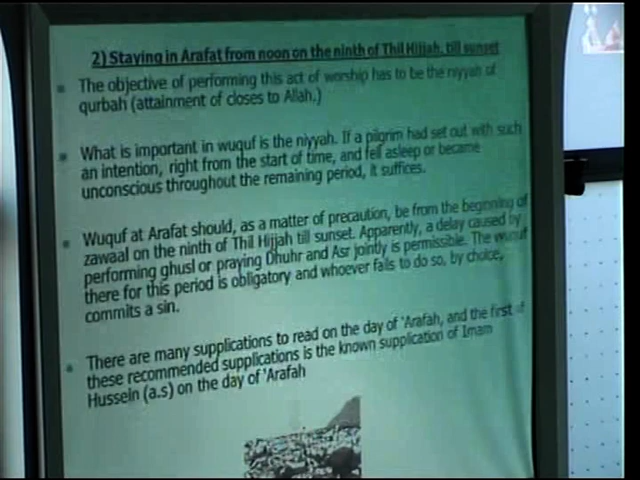 2) Staying in Arafat from noon on the ninth of Thil Hijjah, till sunset
The objective of performing this act of worship has to be the niyyah of
qurbah (attainment of closes to Allah.)
What is important in wuquf is the niyyah. If a pilgrim had set out with such
an intention, right from the start of time, and fell asleep or became
unconscious throughout the remaining period, it suffices.
Wuquf at Arafat should, as a matter of precaution, be from the beginning of
zawaal on the ninth of Thil Hijjah till sunset. Apparently, a delay caused by
performing ghusl or praying Dhuhr and Asr jointly is permissible. The wuquf
there for this period is obligatory and whoever fails to do so, by choice,
commits a sin.
There are many supplications to read on the day of 'Arafah, and the first of
these recommended supplications is the known supplication of Imam
Hussein (a.s) on the day of 'Arafah